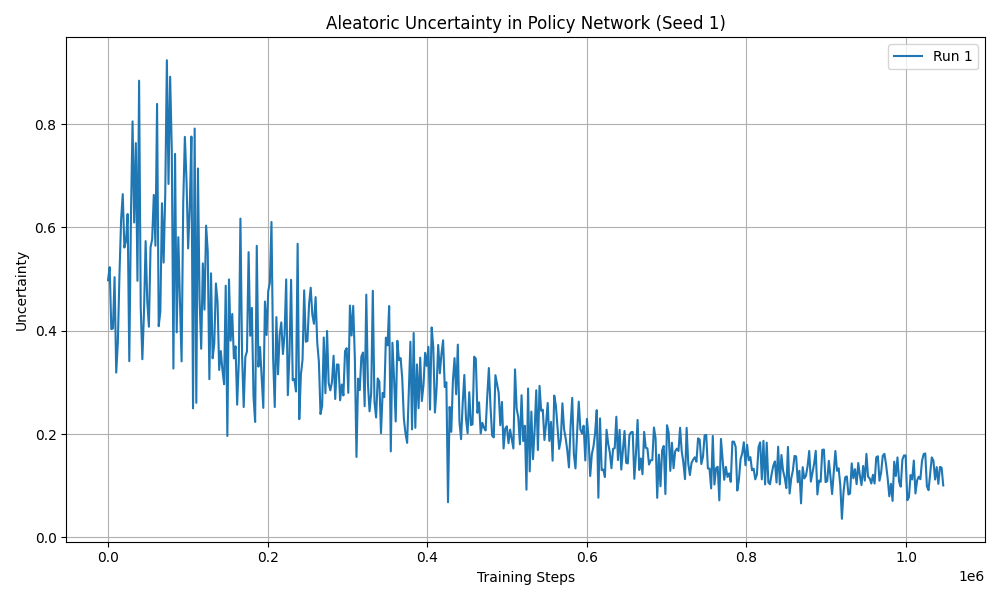 Aleatoric Uncertainty in Policy Network (Seed 1)
Run 1
Uncertainty
0.8
0.6
0.4
0.2
0.0
0.0 0.2 0.4 0.6 0.8 1.0
1e6
Training Steps